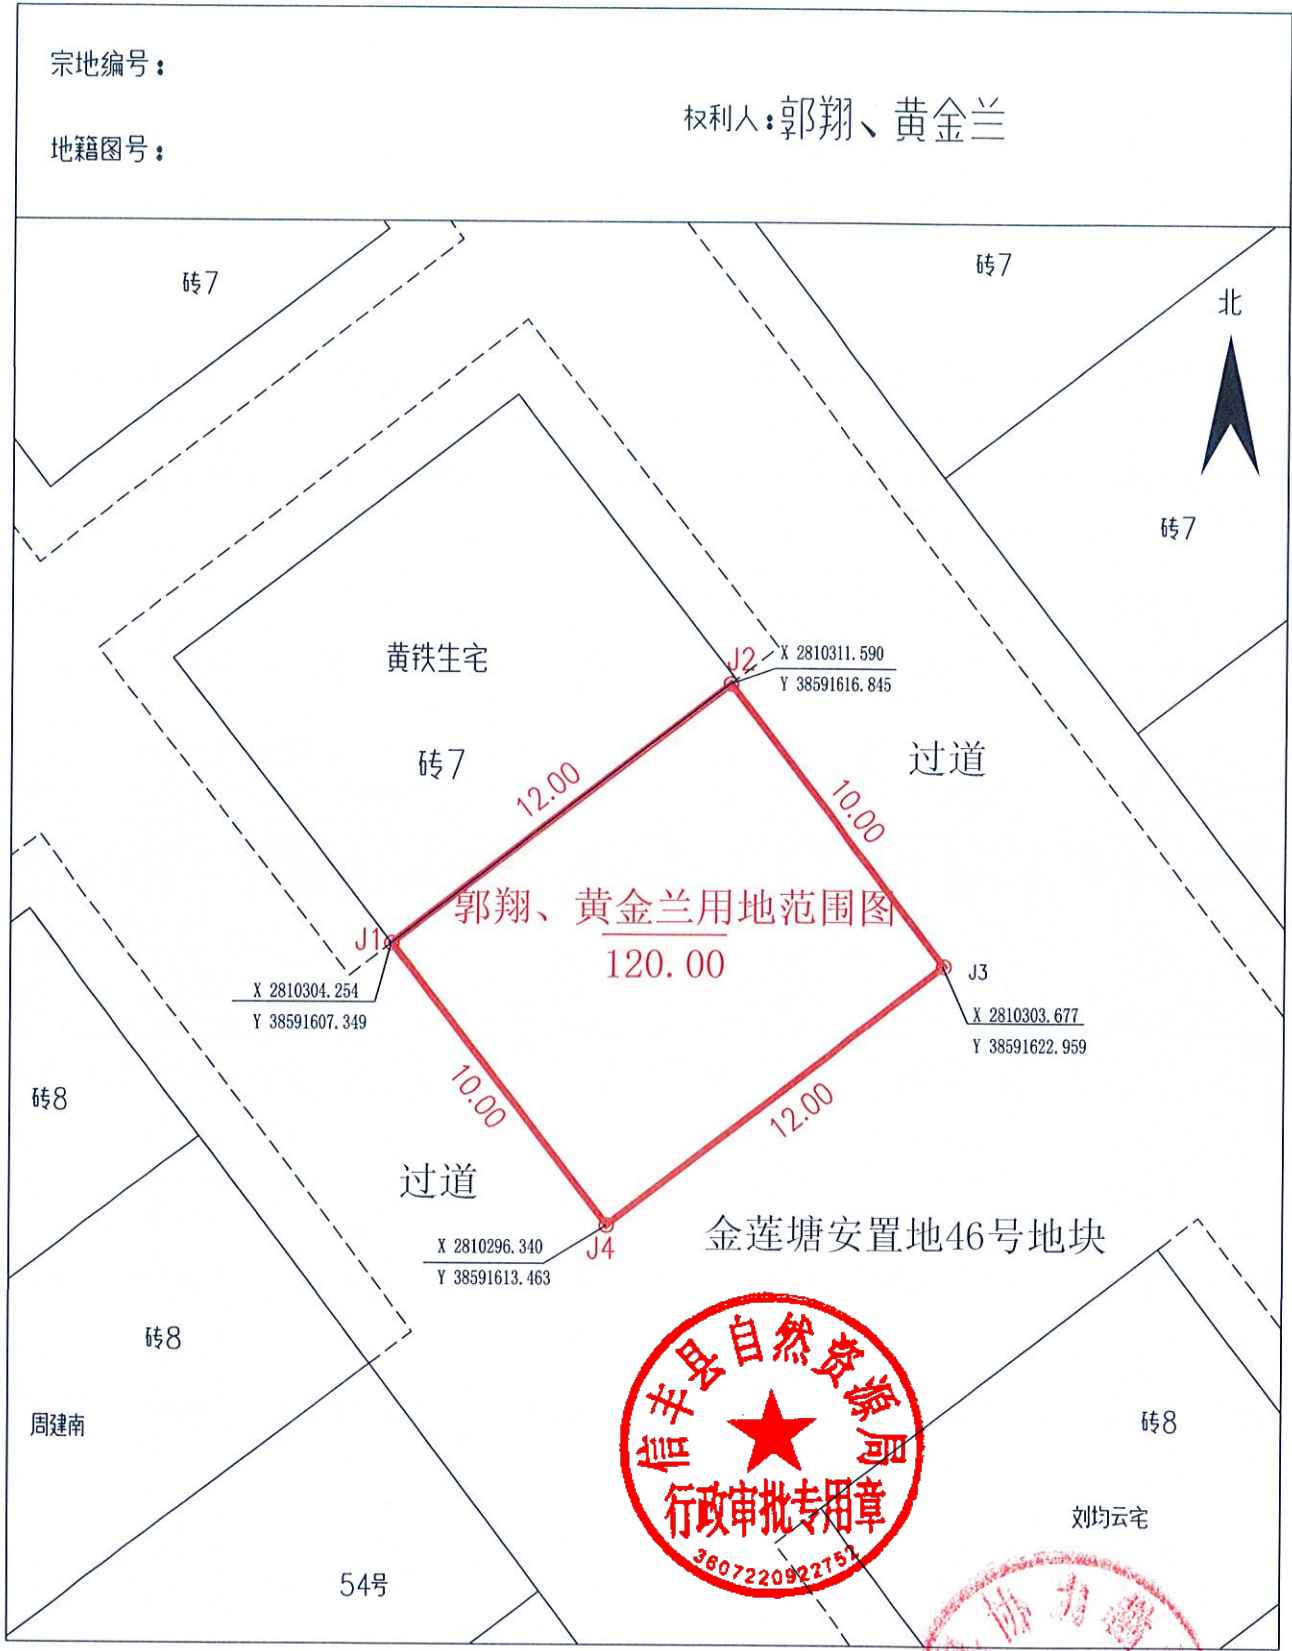 宗地编号：
权利人：郭翔、黄金兰
地籍图号：
砖7
砖7
北
砖7
黄铁生宅
砖7
J2
X 2810311.590
Y 38591616.845
过道
12.00
10.00
郭翔、黄金兰用地范围图
120.00
J1
X 2810304.254
Y 38591607.349
J3
X 2810303.677
Y 38591622.959
10.00
12.00
砖8
过道
J4
X 2810296.340
Y 38591613.463
金莲塘安置地46号地块
砖8
周建南
54号
信丰县自然资源局
行政审批专用章
3607220922752
砖8
刘均云宅
协力